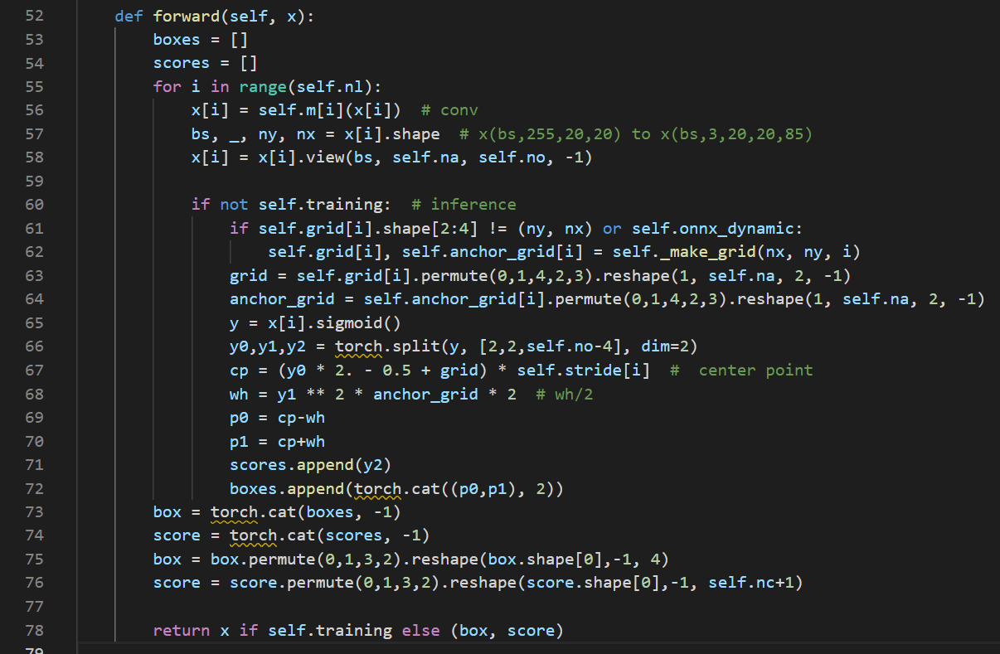 52 def forward(self, x):
53 boxes = []
54 scores = []
55 for i in range(self.nl):
56 x[i] = self.m[i](x[i])  # conv
57 bs, _, ny, nx = x[i].shape  # x(bs,255,20,20) to x(bs,3,20,20,85)
58 x[i] = x[i].view(bs, self.na, self.no, -1)
59
60 if not self.training:  # inference
61 if self.grid[i].shape[2:4] != (ny, nx) or self.onnx_dynamic:
62 self.grid[i], self.anchor_grid[i] = self._make_grid(nx, ny, i)
63 grid = self.grid[i].permute(0,1,4,2,3).reshape(1, self.na, 2, -1)
64 anchor_grid = self.anchor_grid[i].permute(0,1,4,2,3).reshape(1, self.na, 2, -1)
65 y = x[i].sigmoid()
66 y0,y1,y2 = torch.split(y, [2,2,self.no-4], dim=2)
67 cp = (y0 * 2. - 0.5 + grid) * self.stride[i]  #  center point
68 wh = y1 ** 2 * anchor_grid * 2  # wh/2
69 p0 = cp-wh
70 p1 = cp+wh
71 scores.append(y2)
72 boxes.append(torch.cat((p0,p1), 2))
73 box = torch.cat(boxes, -1)
74 score = torch.cat(scores, -1)
75 box = box.permute(0,1,3,2).reshape(box.shape[0],-1, 4)
76 score = score.permute(0,1,3,2).reshape(score.shape[0],-1, self.nc+1)
77
78 return x if self.training else (box, score)
79